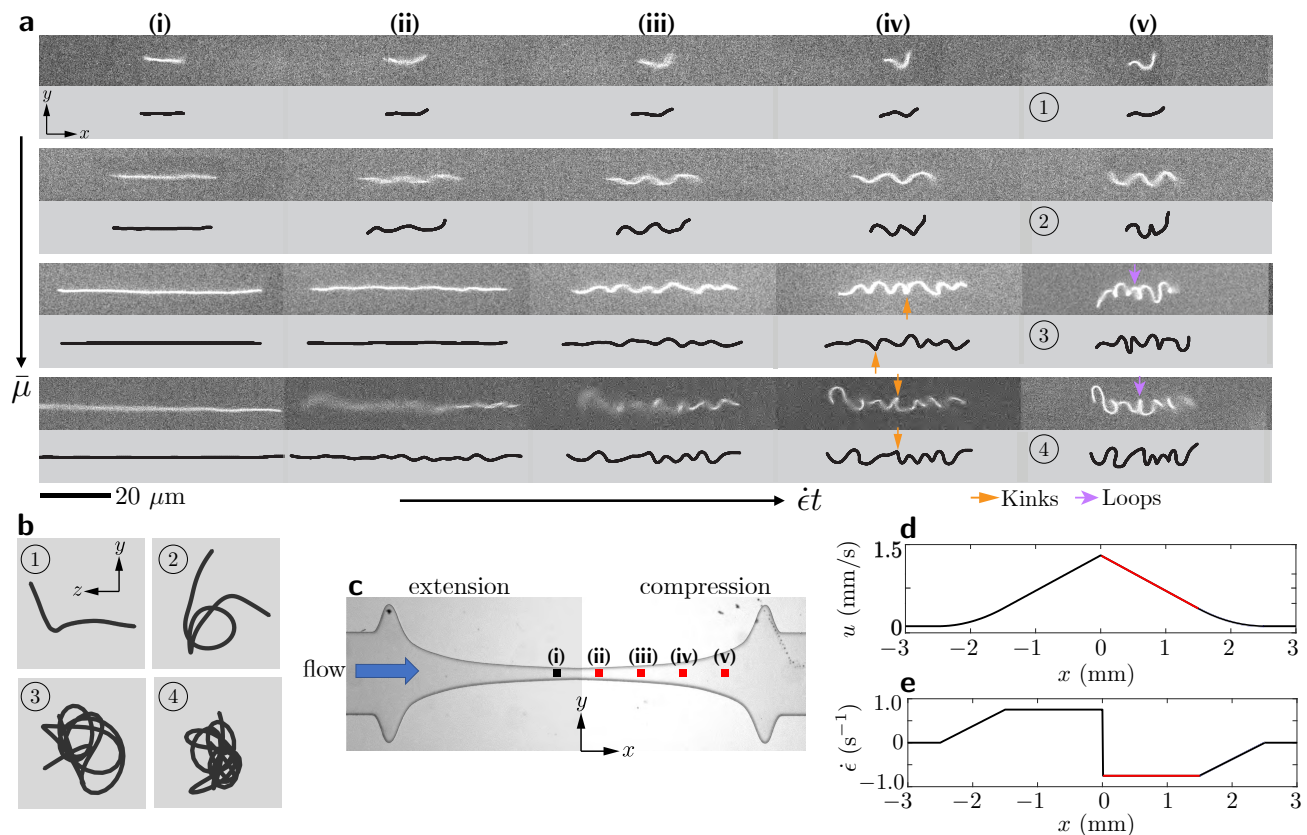 a
(i) (ii) (iii) (iv) (v)
y
x
1
2
3
4
μ̄
20 μm
ϵ̇t
Kinks
Loops
b
1
y
z
2
3
4
c
extension
compression
flow
(i) (ii) (iii) (iv) (v)
y
x
d
1.5
0
u (mm/s)
−3 −2 −1 0 1 2 3
x (mm)
e
1.0
0
−1.0
ϵ̇ (s⁻¹)
−3 −2 −1 0 1 2 3
x (mm)